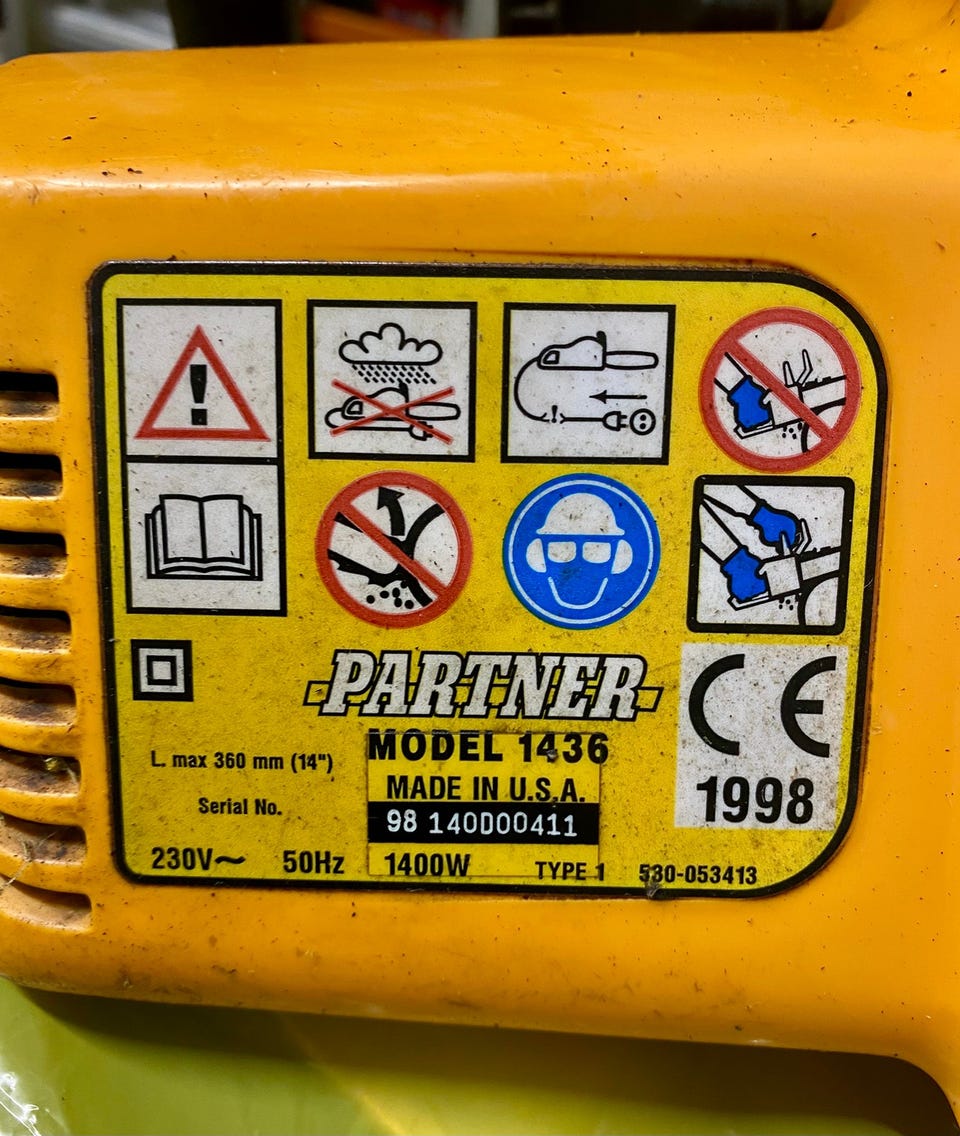 PARTNER
CE
MODEL 1436
L. max 360 mm (14")
MADE IN U.S.A.
1998
Serial No.
98 140D00411
230V~ 50Hz 1400W TYPE 1 530-053413